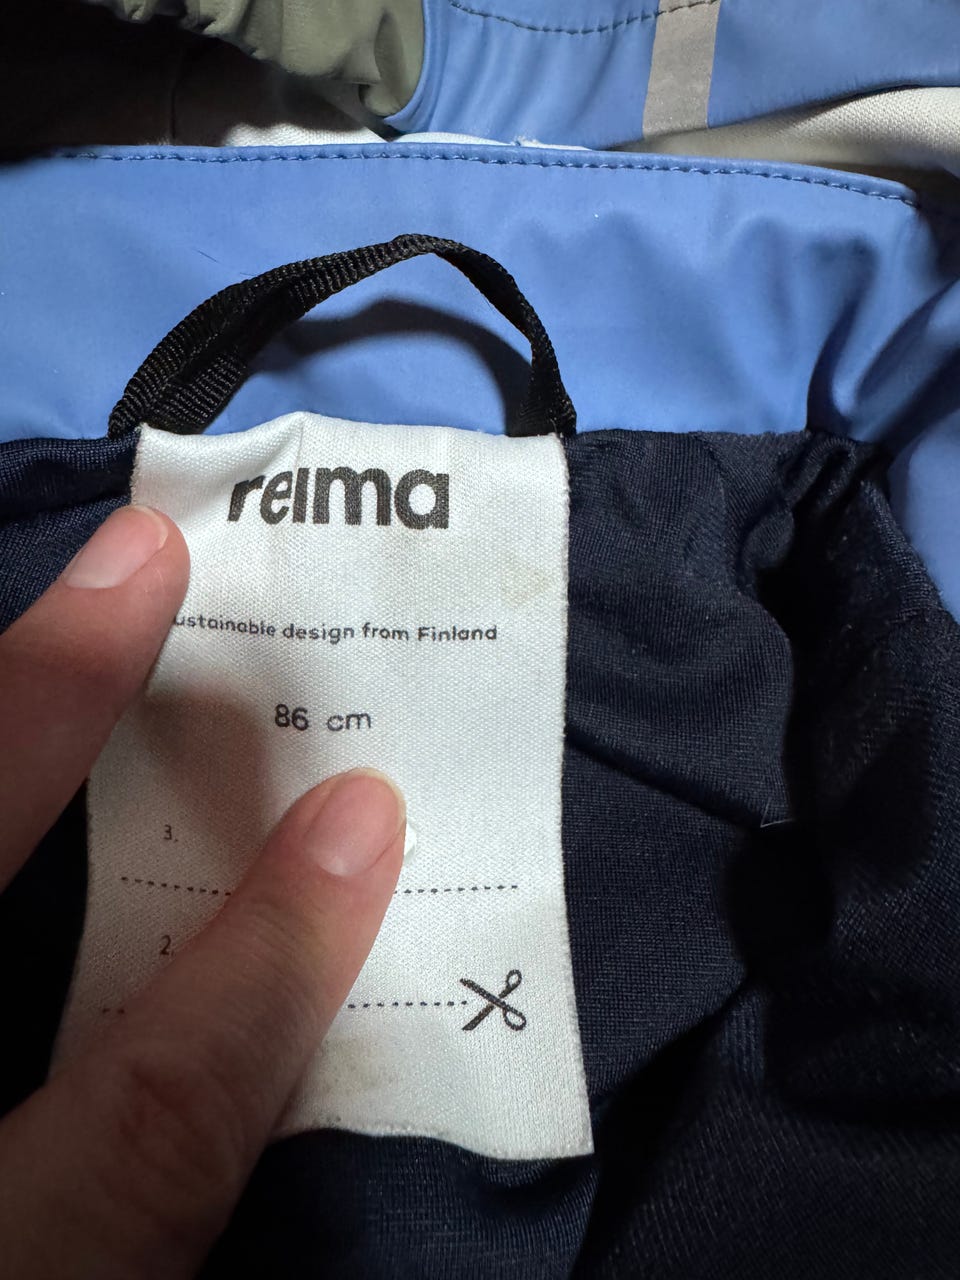 reima
ustainable design from Finland
86 cm
3.
2.